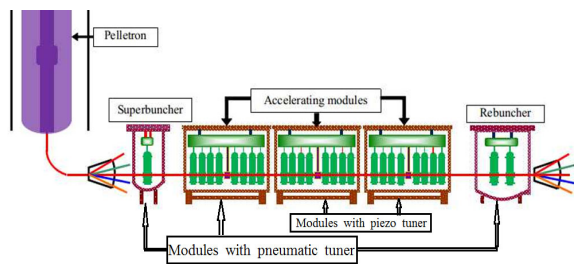 Pelletron
Superbuncher
Accelerating modules
Rebuncher
Modules with piezo tuner
Modules with pneumatic tuner